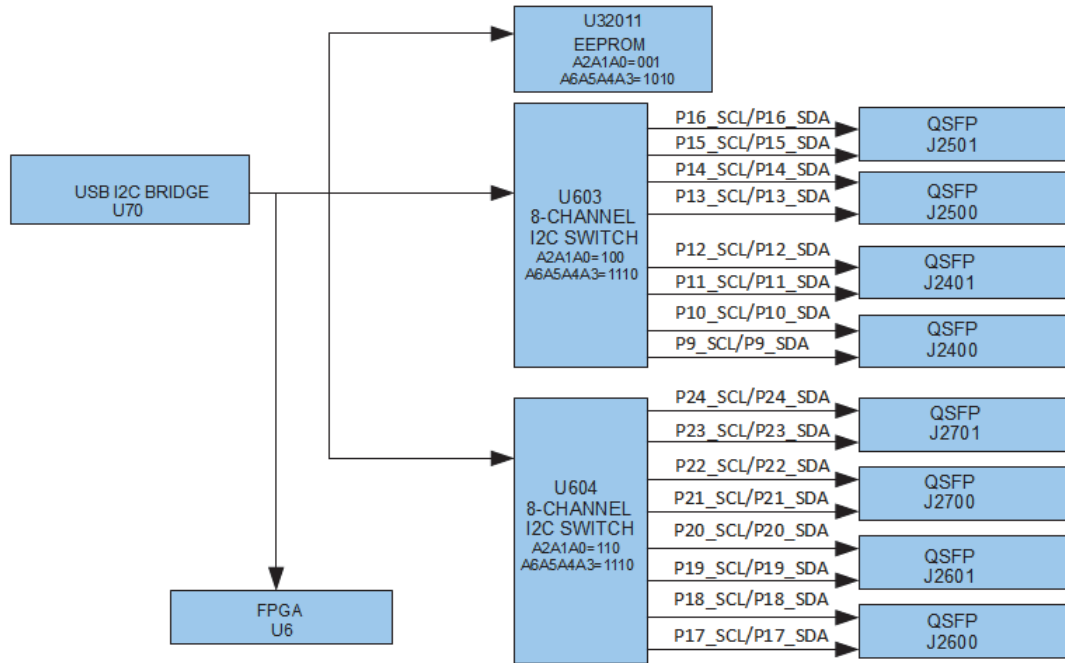 U32011
EEPROM
A2A1A0=001
A6A5A4A3=1010
USB I2C BRIDGE
U70
U603
8-CHANNEL
I2C SWITCH
A2A1A0=100
A6A5A4A3=1110
P16_SCL/P16_SDA
P15_SCL/P15_SDA
P14_SCL/P14_SDA
P13_SCL/P13_SDA
P12_SCL/P12_SDA
P11_SCL/P11_SDA
P10_SCL/P10_SDA
P9_SCL/P9_SDA
QSFP
J2501
QSFP
J2500
QSFP
J2401
QSFP
J2400
U604
8-CHANNEL
I2C SWITCH
A2A1A0=110
A6A5A4A3=1110
P24_SCL/P24_SDA
P23_SCL/P23_SDA
P22_SCL/P22_SDA
P21_SCL/P21_SDA
P20_SCL/P20_SDA
P19_SCL/P19_SDA
P18_SCL/P18_SDA
P17_SCL/P17_SDA
QSFP
J2701
QSFP
J2700
QSFP
J2601
QSFP
J2600
FPGA
U6